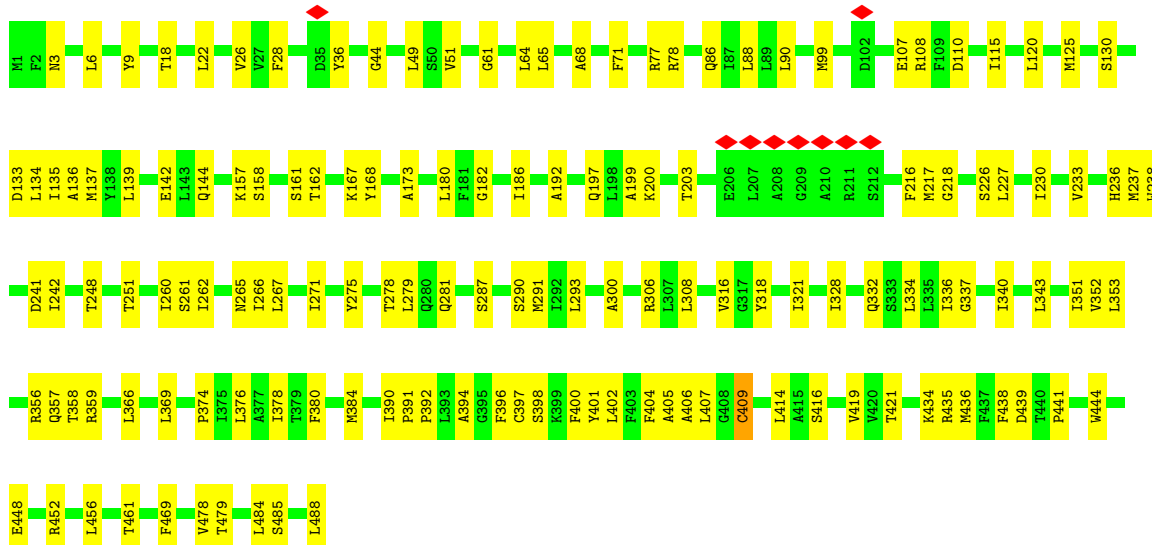 M1 F2 N3 L6 Y9 T18 L22 V26 V27 F28 D35 Y36 G44 L49 S50 V51 G61 L64 L65 A68 F71 R77 R78 Q86 I87 L88 L89 L90 M99 D102 E107 R108 F109 D110 I115 L120 M125 S130
D133 L134 I135 A136 M137 Y138 L139 E142 L143 Q144 K157 S158 S161 T162 K167 Y168 A173 L180 F181 G182 I186 A192 Q197 L198 A199 K200 T203 E206 L207 A208 G209 A210 R211 S212 F216 M217 G218 S226 L227 I230 V233 H236 M237 W238
D241 I242 T248 T251 I260 S261 I262 N265 I266 L267 I271 Y275 T278 L279 Q280 Q281 S287 S290 M291 I292 L293 A300 R306 L307 L308 V316 G317 Y318 I321 I328 Q332 S333 L334 L335 I336 G337 I340 L343 I351 V352 L353
R356 Q357 T358 R359 L366 L369 P374 I375 L376 A377 I378 T379 F380 M384 I390 P391 P392 L393 A394 G395 F396 C397 S398 K399 F400 Y401 L402 F403 F404 A405 A406 L407 G408 C409 L414 A415 S416 V419 V420 T421 K434 R435 M436 F437 F438 D439 T440 P441 W444
E448 R452 L456 T461 F469 V478 T479 L484 S485 L488